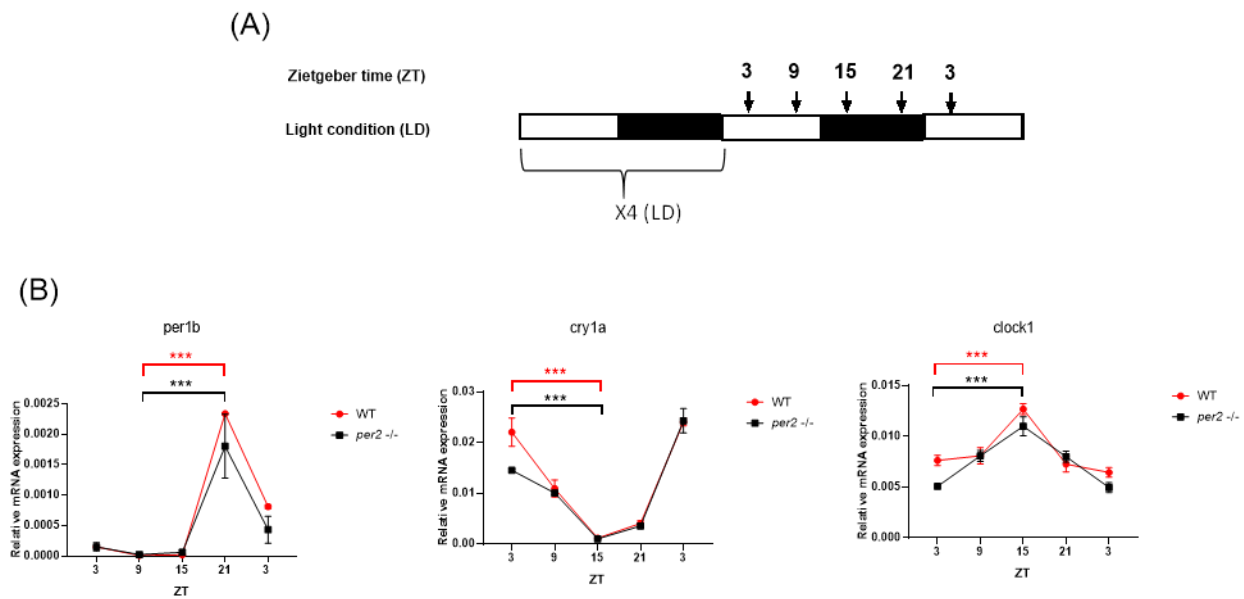 (A)
Zietgeber time (ZT)
3 9 15 21 3
Light condition (LD)
X4 (LD)
(B)
per1b
***
***
Relative mRNA expression
0.0025
0.0020
0.0015
0.0010
0.0005
0.0000
3 9 15 21 3
ZT
WT
per2 -/-
cry1a
***
***
Relative mRNA expression
0.03
0.02
0.01
0.00
3 9 15 21 3
ZT
WT
per2 -/-
clock1
***
***
Relative mRNA expression
0.015
0.010
0.005
0.000
3 9 15 21 3
ZT
WT
per2 -/-